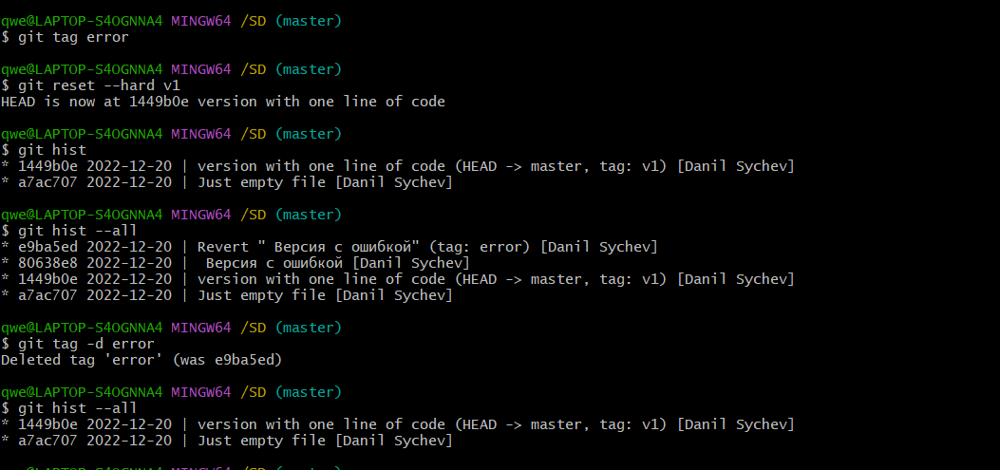 qwe@LAPTOP-S4OGNNA4 MINGW64 /SD (master)
$ git tag error
qwe@LAPTOP-S4OGNNA4 MINGW64 /SD (master)
$ git reset --hard v1
HEAD is now at 1449b0e version with one line of code
qwe@LAPTOP-S4OGNNA4 MINGW64 /SD (master)
$ git hist
* 1449b0e 2022-12-20 | version with one line of code (HEAD -> master, tag: v1) [Danil Sychev]
* a7ac707 2022-12-20 | Just empty file [Danil Sychev]
qwe@LAPTOP-S4OGNNA4 MINGW64 /SD (master)
$ git hist --all
* e9ba5ed 2022-12-20 | Revert " Версия с ошибкой" (tag: error) [Danil Sychev]
* 80638e8 2022-12-20 |  Версия с ошибкой [Danil Sychev]
* 1449b0e 2022-12-20 | version with one line of code (HEAD -> master, tag: v1) [Danil Sychev]
* a7ac707 2022-12-20 | Just empty file [Danil Sychev]
qwe@LAPTOP-S4OGNNA4 MINGW64 /SD (master)
$ git tag -d error
Deleted tag 'error' (was e9ba5ed)
qwe@LAPTOP-S4OGNNA4 MINGW64 /SD (master)
$ git hist --all
* 1449b0e 2022-12-20 | version with one line of code (HEAD -> master, tag: v1) [Danil Sychev]
* a7ac707 2022-12-20 | Just empty file [Danil Sychev]